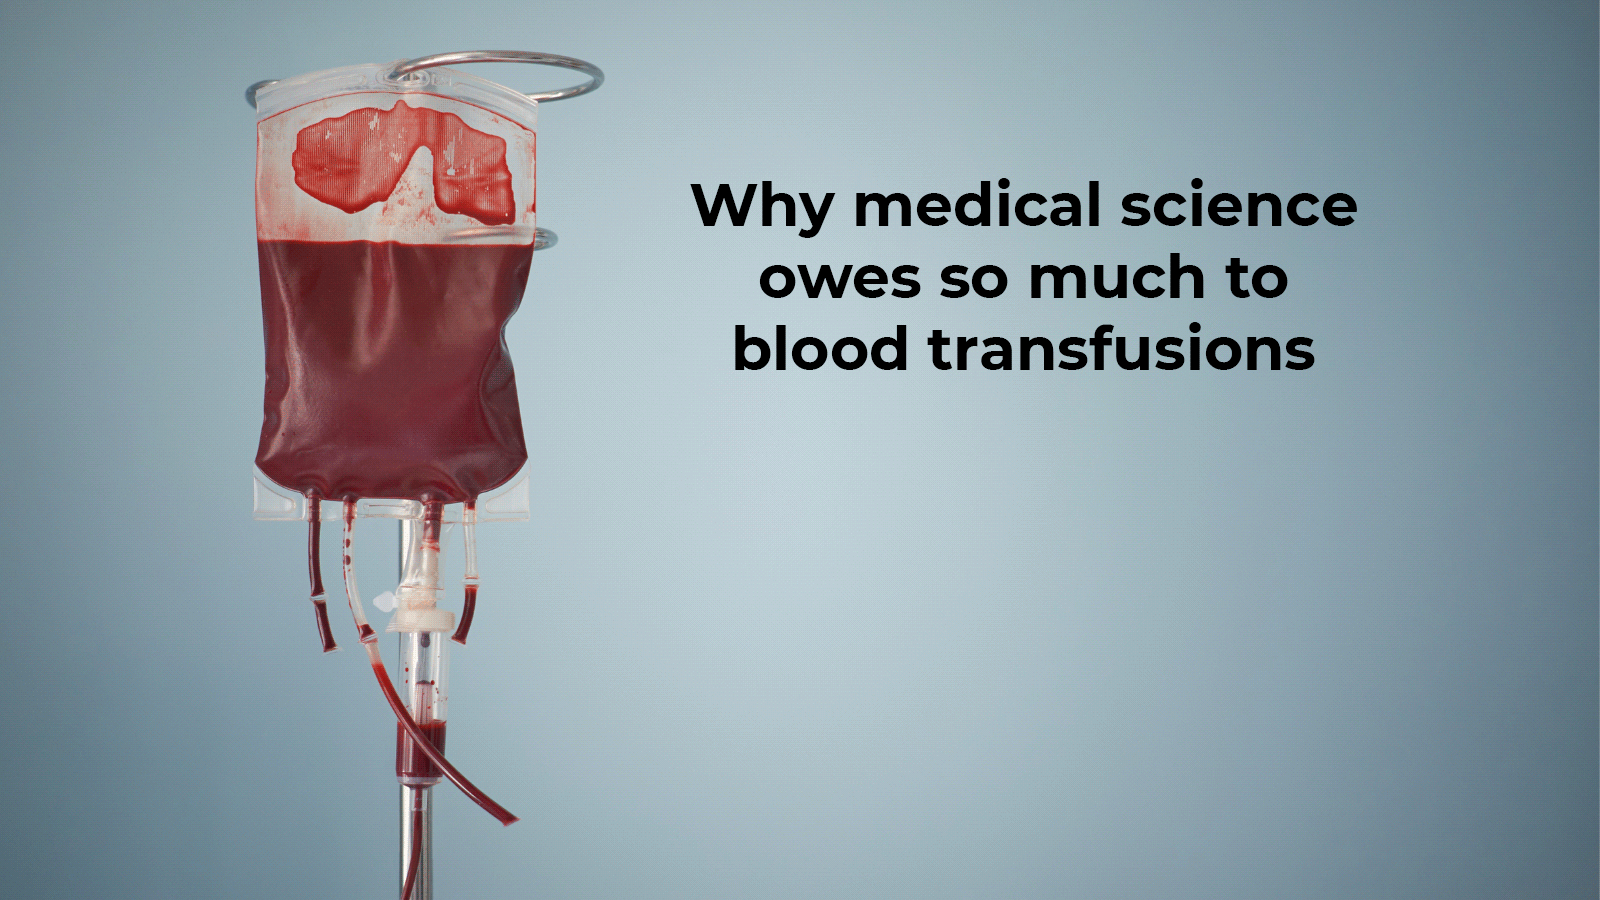 Why medical science
owes so much to
blood transfusions